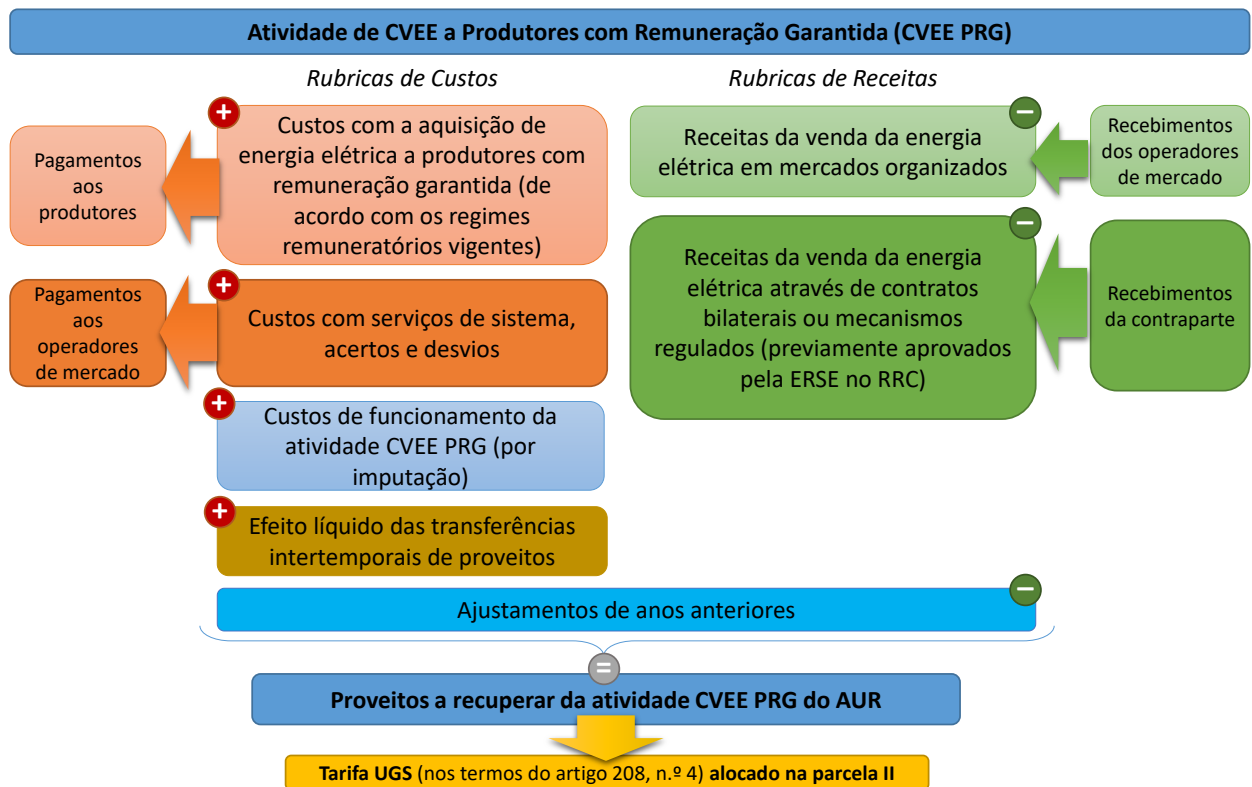 Atividade de CVEE a Produtores com Remuneração Garantida (CVEE PRG)
Rubricas de Custos
Rubricas de Receitas
+
Custos com a aquisição de
energia elétrica a produtores com
remuneração garantida (de
acordo com os regimes
remuneratórios vigentes)
Pagamentos
aos
produtores
+
Custos com serviços de sistema,
acertos e desvios
Pagamentos
aos
operadores
de mercado
+
Custos de funcionamento da
atividade CVEE PRG (por
imputação)
+
Efeito líquido das transferências
intertemporais de proveitos
−
Receitas da venda da energia
elétrica em mercados organizados
Recebimentos
dos operadores
de mercado
−
Receitas da venda da energia
elétrica através de contratos
bilaterais ou mecanismos
regulados (previamente aprovados
pela ERSE no RRC)
Recebimentos
da contraparte
−
Ajustamentos de anos anteriores
=
Proveitos a recuperar da atividade CVEE PRG do AUR
Tarifa UGS (nos termos do artigo 208, n.º 4) alocado na parcela II